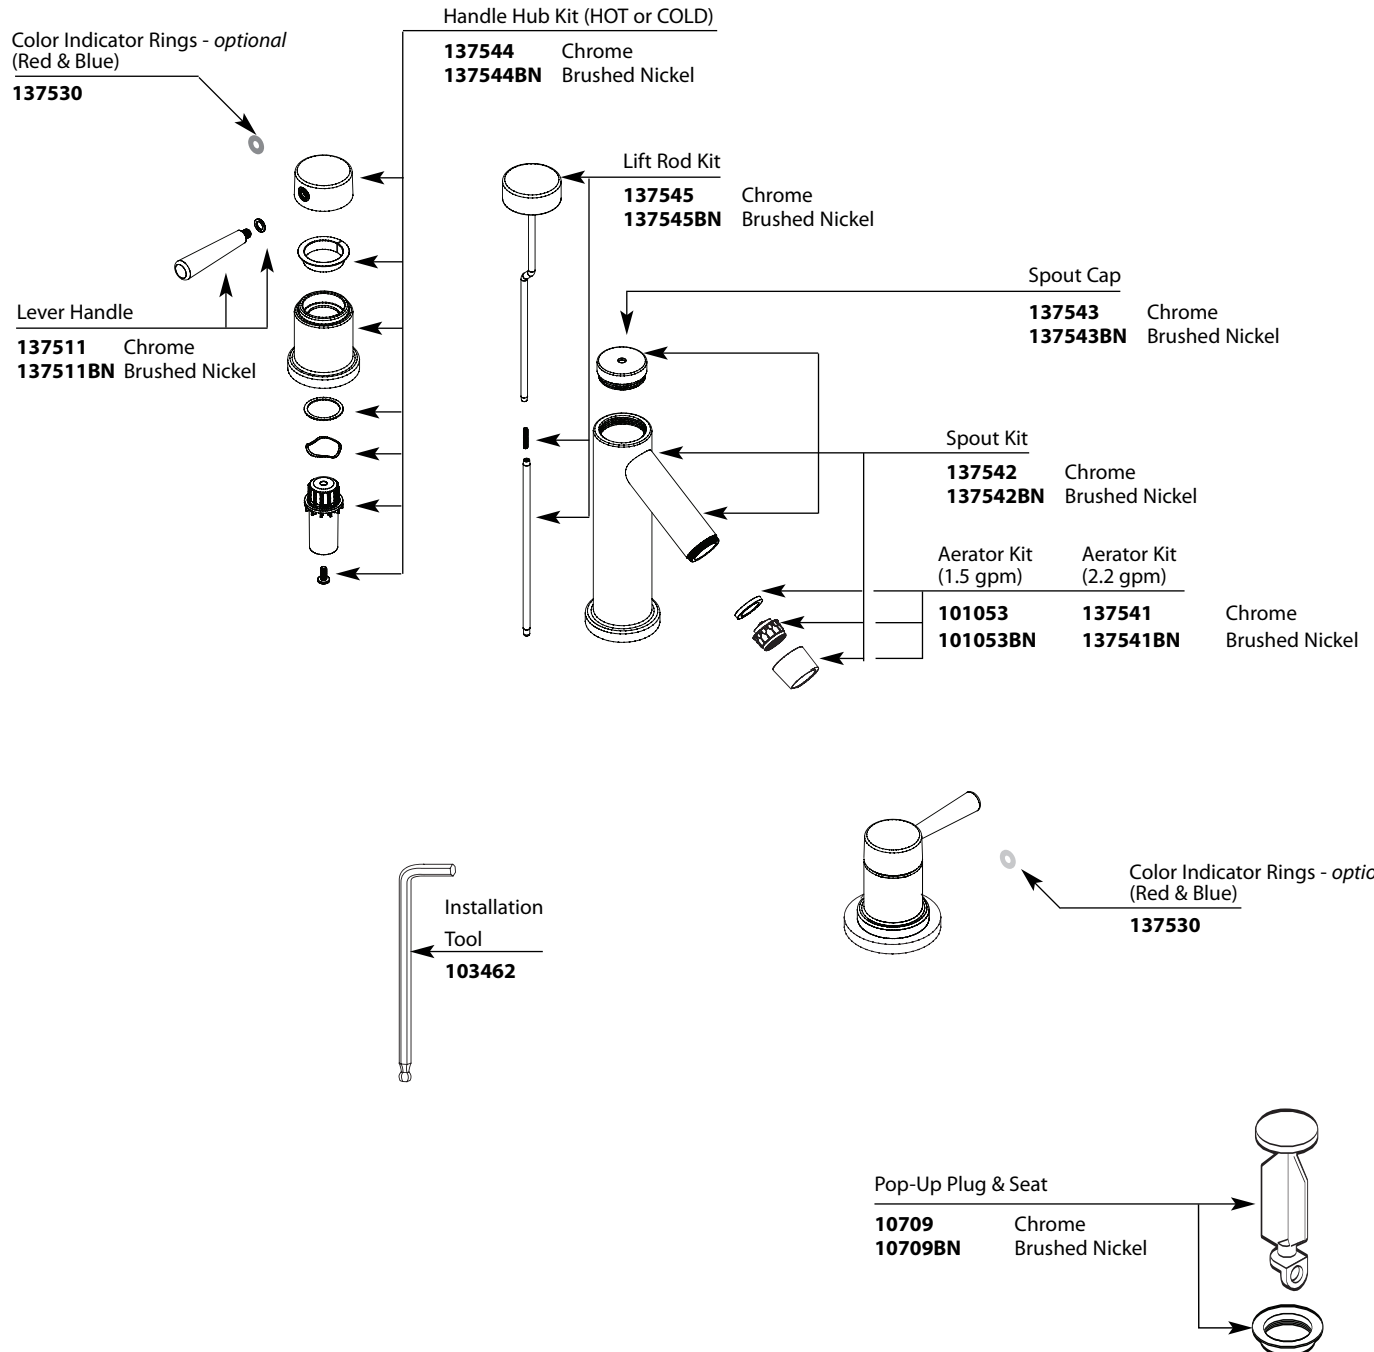 Handle Hub Kit (HOT or COLD)
137544 Chrome
137544BN Brushed Nickel
Color Indicator Rings - optional
(Red & Blue)
137530
Lift Rod Kit
137545 Chrome
137545BN Brushed Nickel
Spout Cap
137543 Chrome
137543BN Brushed Nickel
Lever Handle
137511 Chrome
137511BN Brushed Nickel
Spout Kit
137542 Chrome
137542BN Brushed Nickel
Aerator Kit Aerator Kit
(1.5 gpm) (2.2 gpm)
101053 137541 Chrome
101053BN 137541BN Brushed Nickel
Installation
Tool
103462
Color Indicator Rings -
(Red & Blue)
137530
Pop-Up Plug & Seat
10709 Chrome
10709BN Brushed Nickel